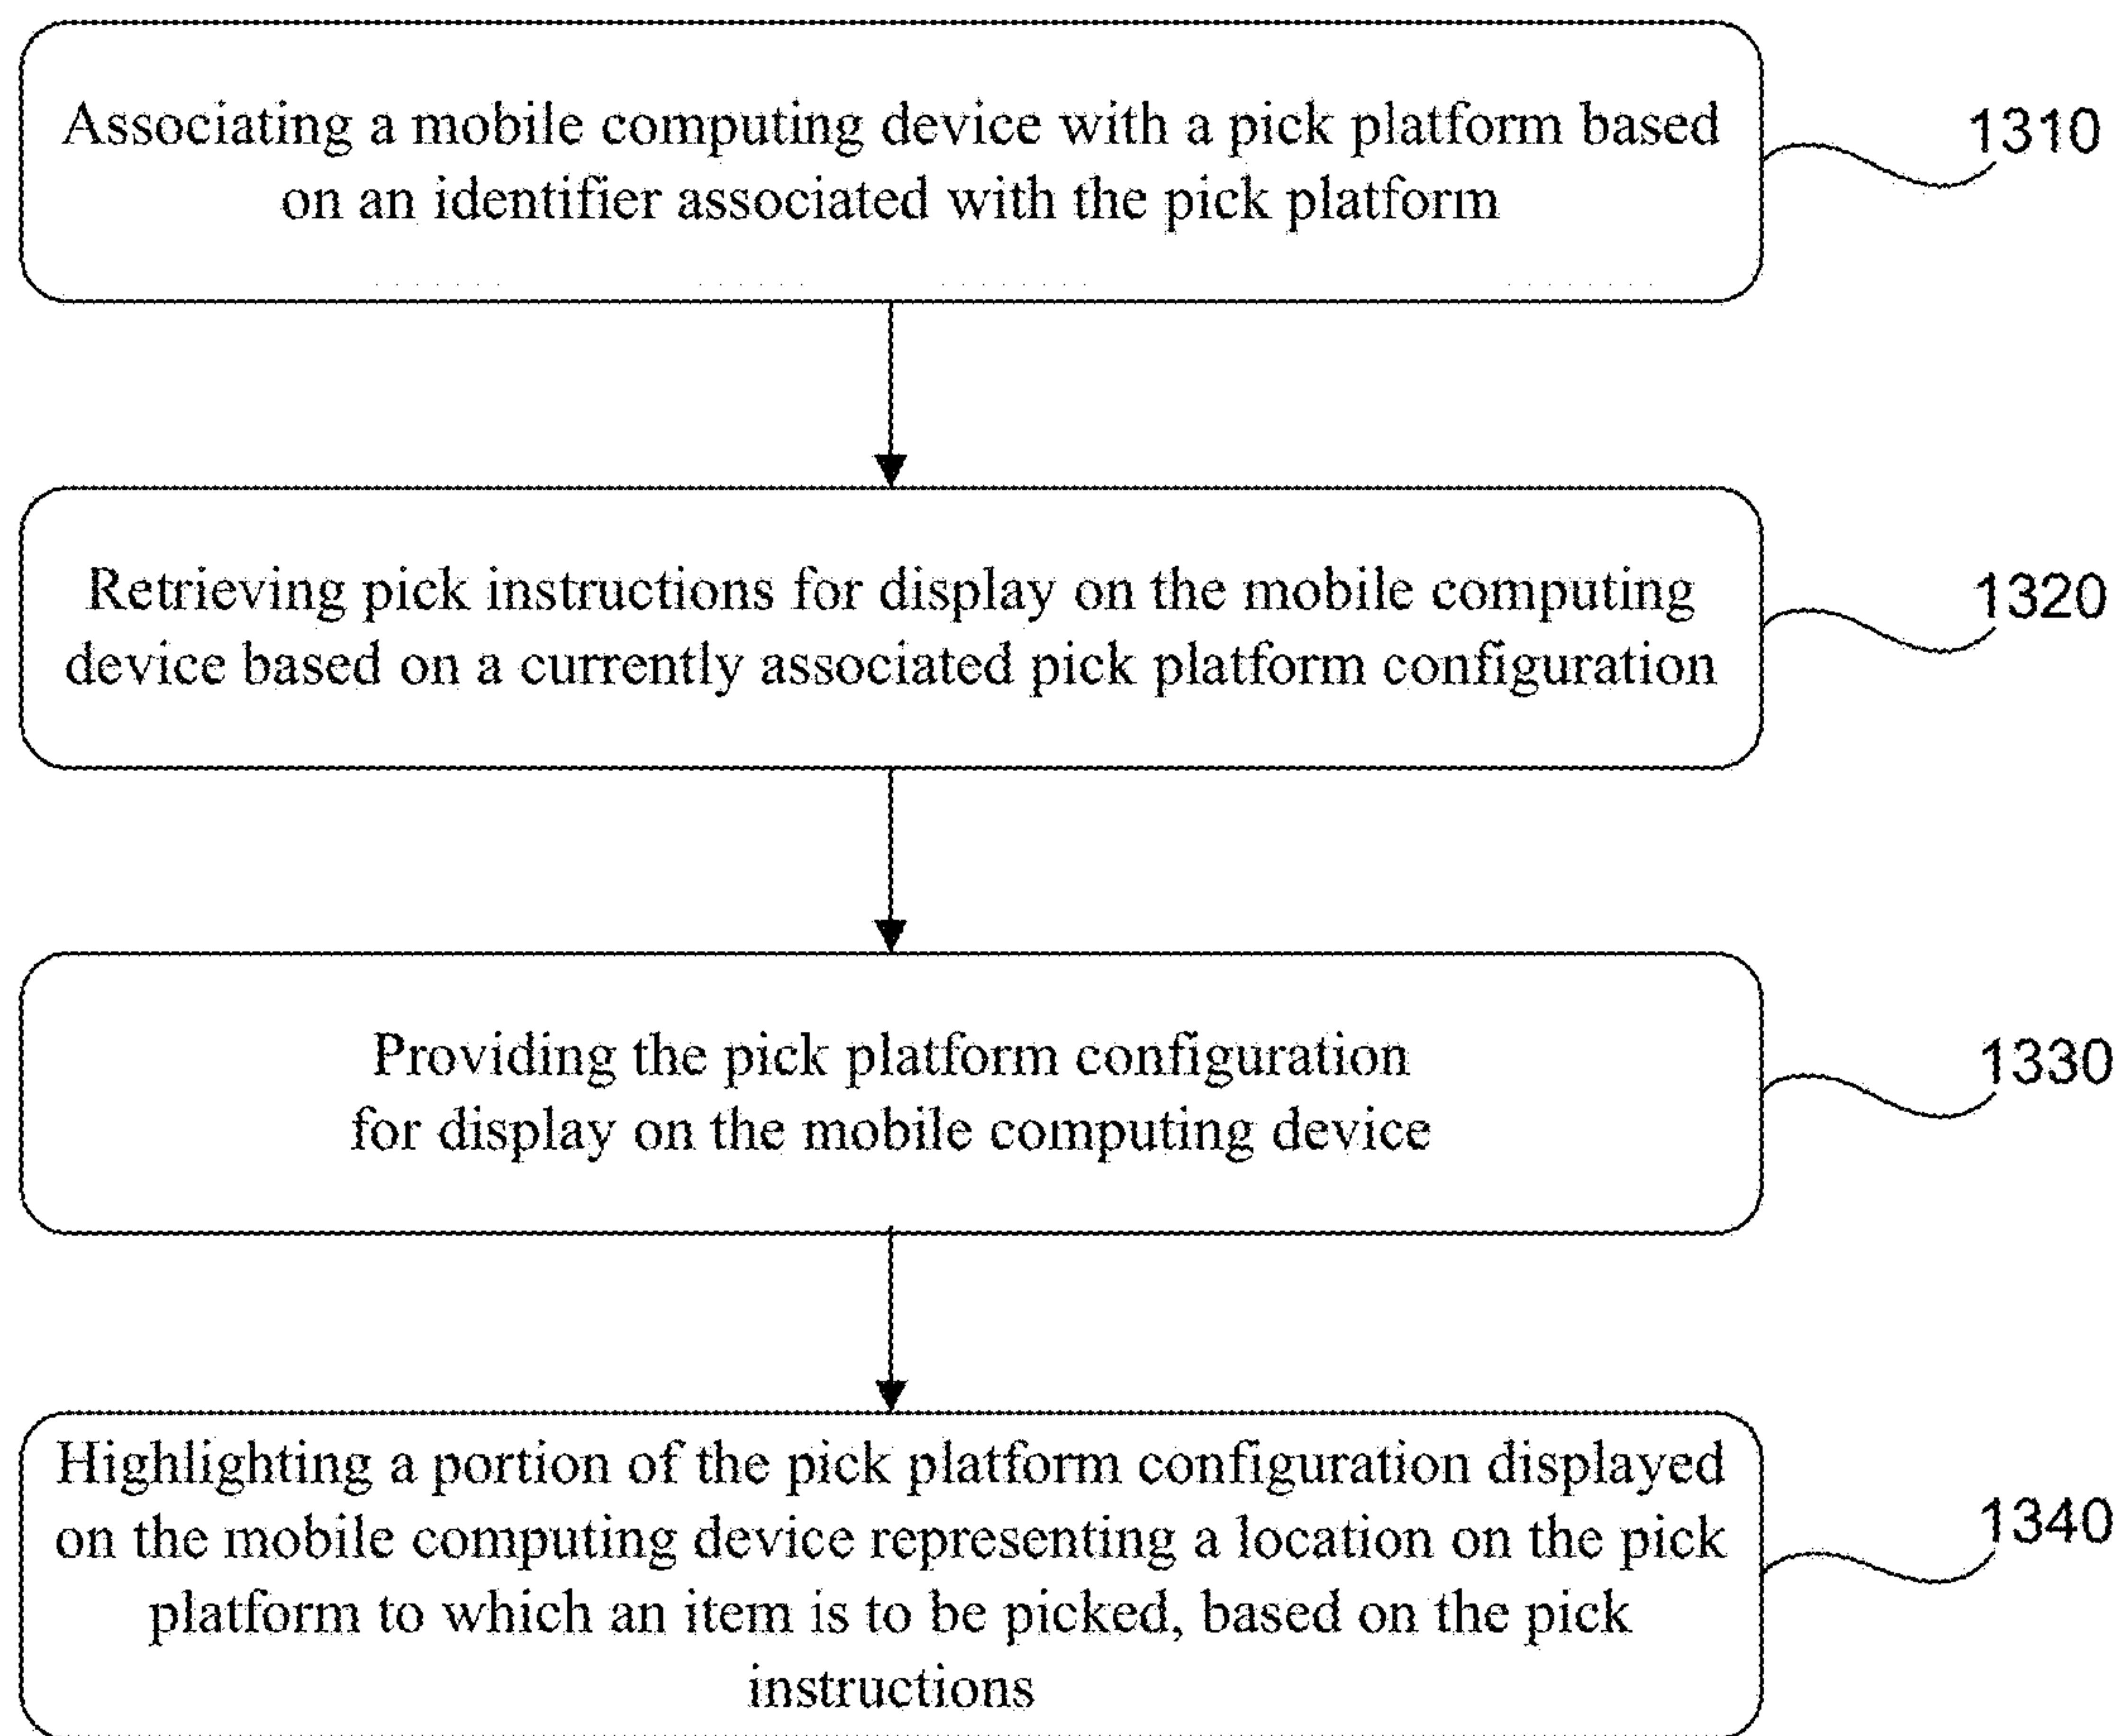 Associating a mobile computing device with a pick platform based
on an identifier associated with the pick platform
1310
Retrieving pick instructions for display on the mobile computing
device based on a currently associated pick platform configuration
1320
Providing the pick platform configuration
for display on the mobile computing device
1330
Highlighting a portion of the pick platform configuration displayed
on the mobile computing device representing a location on the pick
platform to which an item is to be picked, based on the pick
instructions
1340